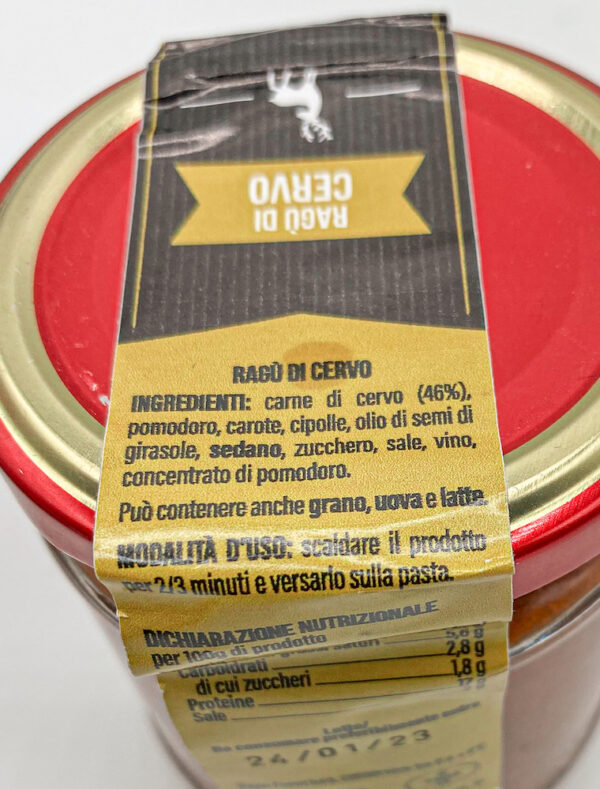 RAGÙ DI
CERVO
RAGÙ DI CERVO
INGREDIENTI: carne di cervo (46%),
pomodoro, carote, cipolle, olio di semi di
girasole, sedano, zucchero, sale, vino,
concentrato di pomodoro.
Può contenere anche grano, uova e latte.
MODALITÀ D'USO: scaldare il prodotto
per 2/3 minuti e versarlo sulla pasta.
DICHIARAZIONE NUTRIZIONALE
per 100g di prodotto
Carboidrati 2,8 g
di cui zuccheri 1,8 g
Proteine
Sale
Lotto/
24/01/23